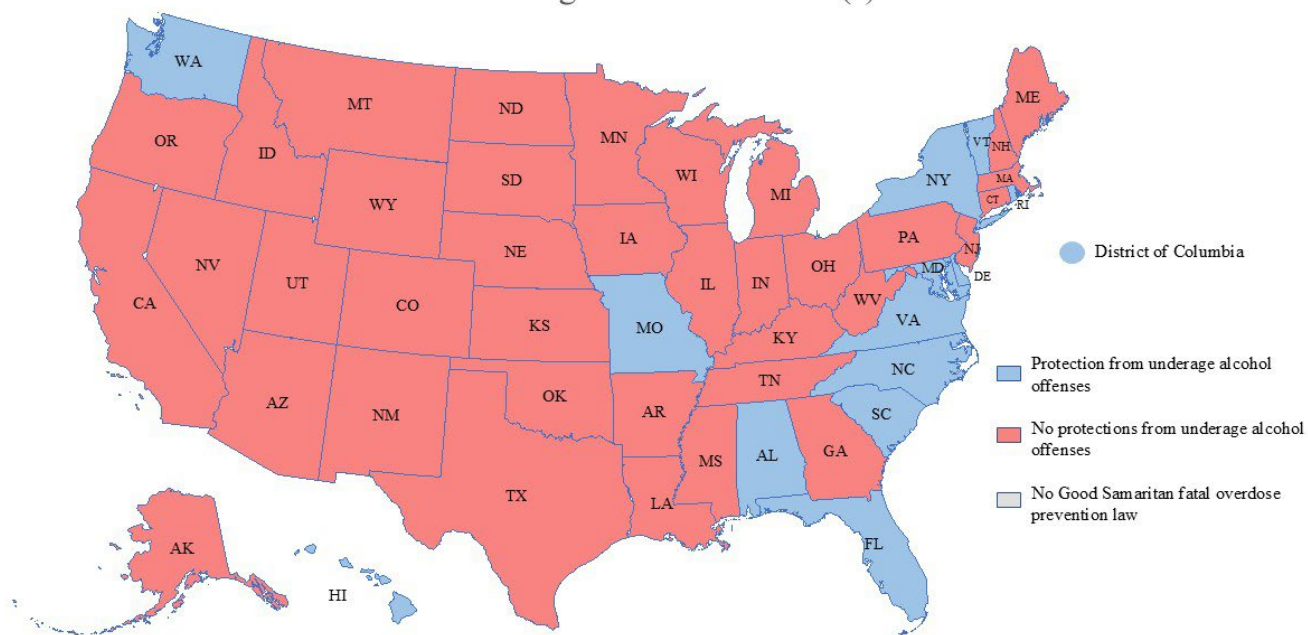 WA
MT
ND
MN
ME
OR
ID
SD
WI
MI
NY
VT
NH
MA
CT
RI
WY
IA
NE
PA
NJ
NV
UT
CO
IL
IN
OH
MD
DE
District of Columbia
CA
KS
MO
WV
VA
KY
NC
TN
OK
AR
AZ
NM
SC
MS
AL
GA
TX
LA
FL
AK
HI
Protection from underage alcohol
offenses
No protections from underage alcohol
offenses
No Good Samaritan fatal overdose
prevention law